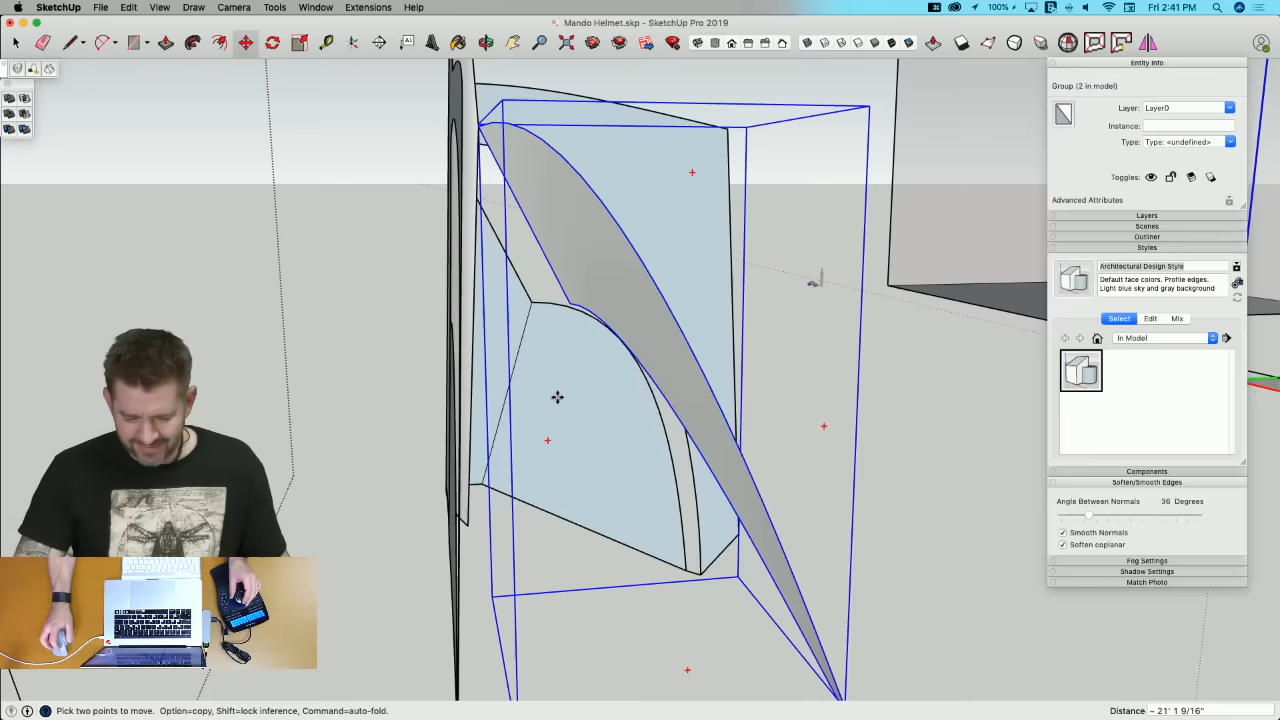 SketchUp File Edit View Draw Camera Tools Window Extensions Help
100% Fri 2:41 PM
Mando Helmet.skp - SketchUp Pro 2019
Entity Info
Group (2 in model)
Layer: Layer0
Instance:
Type: Type: <undefined>
Toggles:
Advanced Attributes
Layers
Scenes
Outliner
Styles
Architectural Design Style
Default face colors. Profile edges.
Light blue sky and gray background
Select Edit Mix
In Model
Components
Soften/Smooth Edges
Angle Between Normals 36 Degrees
Smooth Normals
Soften coplanar
Fog Settings
Shadow Settings
Match Photo
Pick two points to move. Option=copy, Shift=lock inference, Command=auto-fold.
Distance ~ 21' 1 9/16"